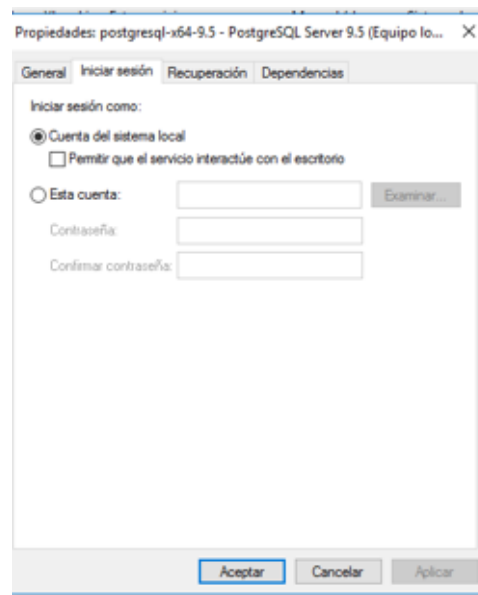 Propiedades: postgresql-x64-9.5 - PostgreSQL Server 9.5 (Equipo lo...
General Iniciar sesión Recuperación Dependencias
Iniciar sesión como:
Cuenta del sistema local
Permitir que el servicio interactúe con el escritorio
Esta cuenta:
Examinar...
Contraseña:
Confirmar contraseña:
Aceptar Cancelar Aplicar